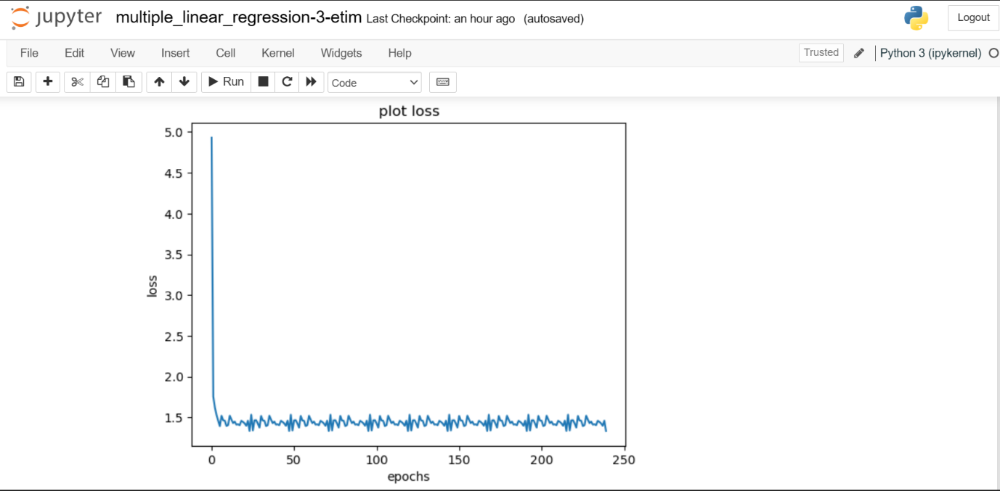 jupyter multiple_linear_regression-3-etim Last Checkpoint: an hour ago (autosaved) Logout
File Edit View Insert Cell Kernel Widgets Help Trusted Python 3 (ipykernel)
Run Code
plot loss
5.0
4.5
4.0
3.5
3.0
2.5
2.0
1.5
loss
0 50 100 150 200 250
epochs